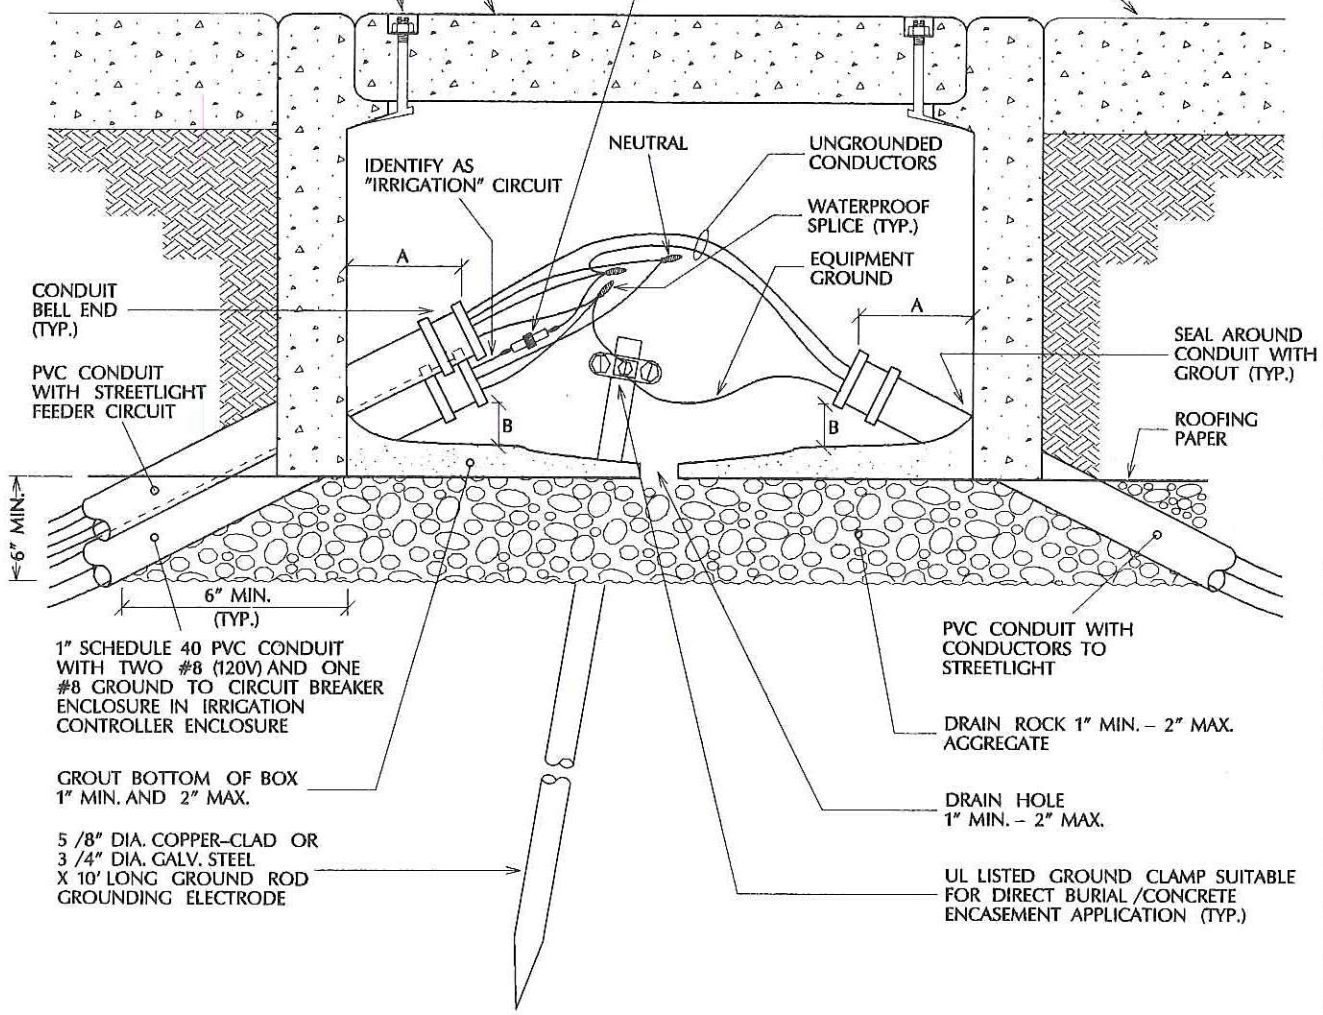 NEUTRAL
UNGROUNDED
CONDUCTORS
IDENTIFY AS
"IRRIGATION" CIRCUIT
WATERPROOF
SPLICE (TYP.)
A
EQUIPMENT
GROUND
A
CONDUIT
BELL END
(TYP.)
SEAL AROUND
CONDUIT WITH
GROUT (TYP.)
PVC CONDUIT
WITH STREETLIGHT
FEEDER CIRCUIT
B
B
ROOFING
PAPER
6" MIN.
6" MIN.
(TYP.)
1" SCHEDULE 40 PVC CONDUIT
WITH TWO #8 (120V) AND ONE
#8 GROUND TO CIRCUIT BREAKER
ENCLOSURE IN IRRIGATION
CONTROLLER ENCLOSURE
PVC CONDUIT WITH
CONDUCTORS TO
STREETLIGHT
DRAIN ROCK 1" MIN. – 2" MAX.
AGGREGATE
GROUT BOTTOM OF BOX
1" MIN. AND 2" MAX.
DRAIN HOLE
1" MIN. – 2" MAX.
5 /8" DIA. COPPER–CLAD OR
3 /4" DIA. GALV. STEEL
X 10' LONG GROUND ROD
GROUNDING ELECTRODE
UL LISTED GROUND CLAMP SUITABLE
FOR DIRECT BURIAL /CONCRETE
ENCASEMENT APPLICATION (TYP.)